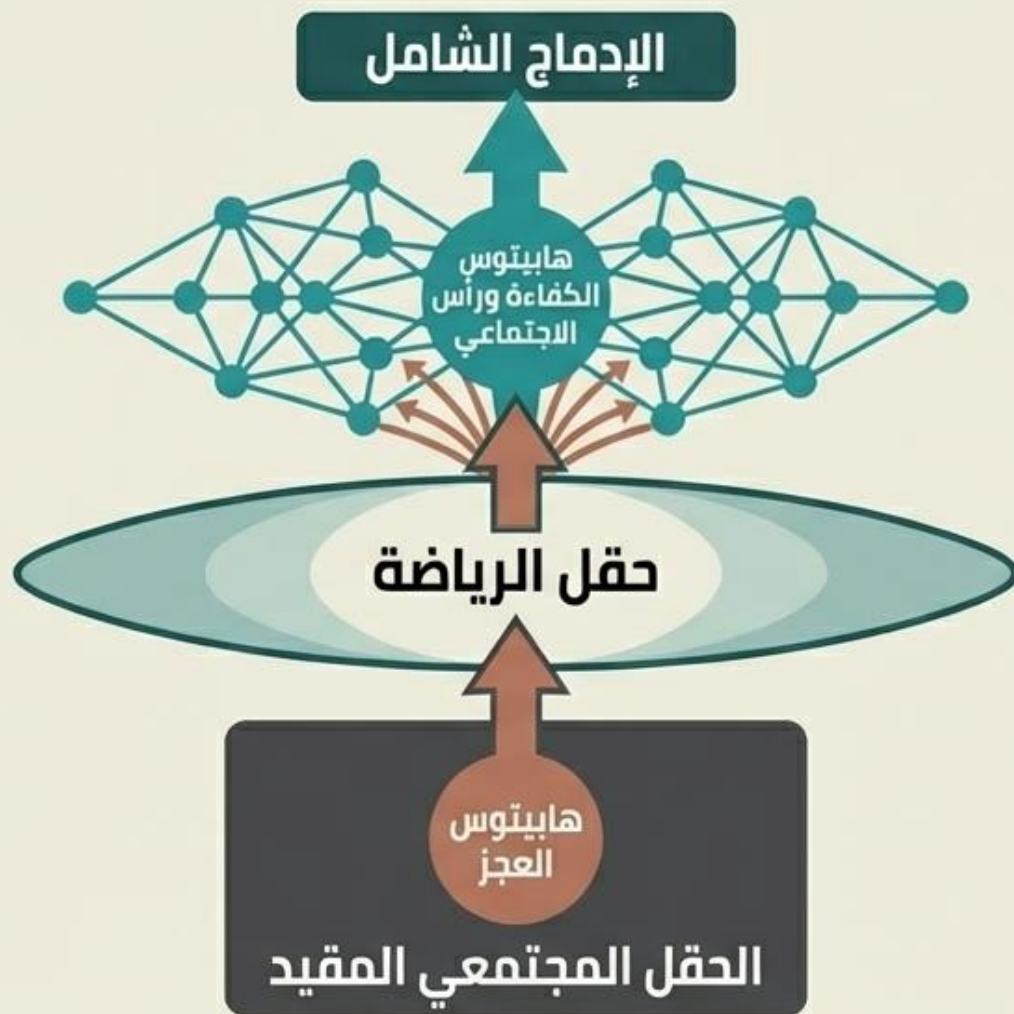 الإدماج الشامل
هابيتوس
الكفاءة ورأس
الاجتماعي
حقل الرياضة
هابيتوس
العجز
الحقل المجتمعي المقيد